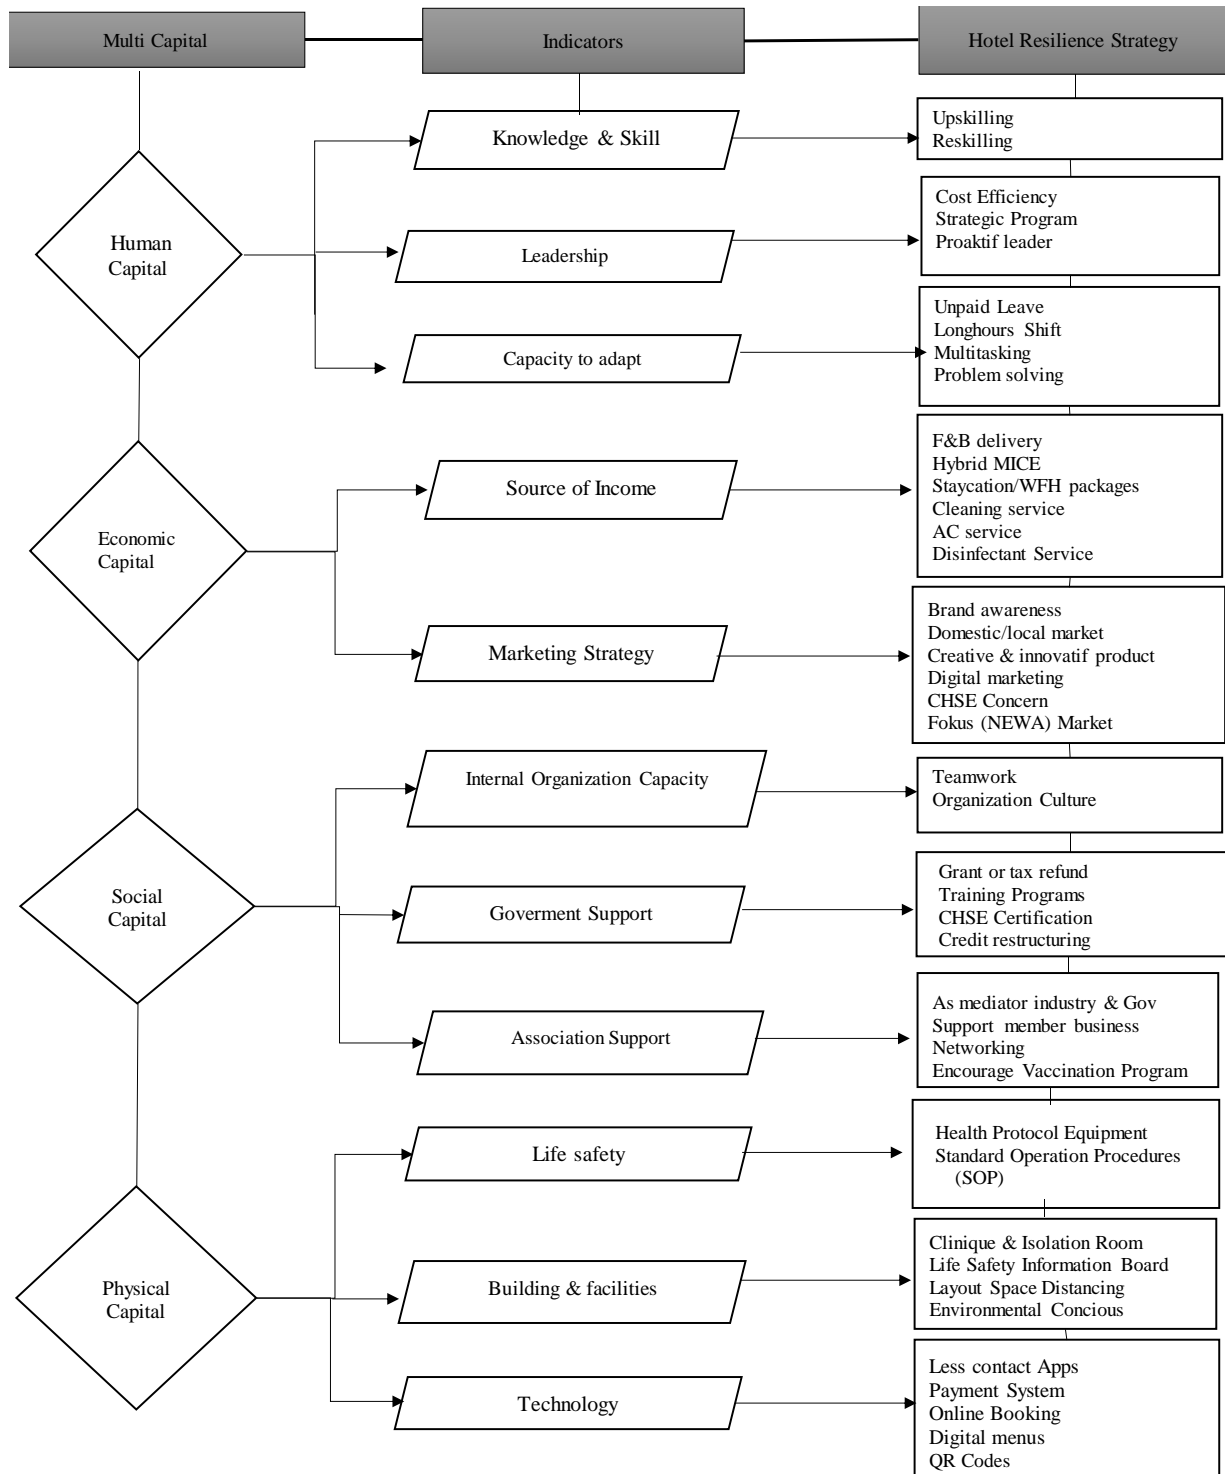 Multi Capital
Indicators
Hotel Resilience Strategy
Human
Capital
Knowledge & Skill
Upskilling
Reskilling
Leadership
Cost Efficiency
Strategic Program
Proaktif leader
Capacity to adapt
Unpaid Leave
Longhours Shift
Multitasking
Problem solving
Economic
Capital
Source of Income
F&B delivery
Hybrid MICE
Staycation/WFH packages
Cleaning service
AC service
Disinfectant Service
Marketing Strategy
Brand awareness
Domestic/local market
Creative & innovatif product
Digital marketing
CHSE Concern
Fokus (NEWA) Market
Social
Capital
Internal Organization Capacity
Teamwork
Organization Culture
Goverment Support
Grant or tax refund
Training Programs
CHSE Certification
Credit restructuring
Association Support
As mediator industry & Gov
Support member business
Networking
Encourage Vaccination Program
Physical
Capital
Life safety
Health Protocol Equipment
Standard Operation Procedures
(SOP)
Building & facilities
Clinique & Isolation Room
Life Safety Information Board
Layout Space Distancing
Environmental Concious
Technology
Less contact Apps
Payment System
Online Booking
Digital menus
QR Codes